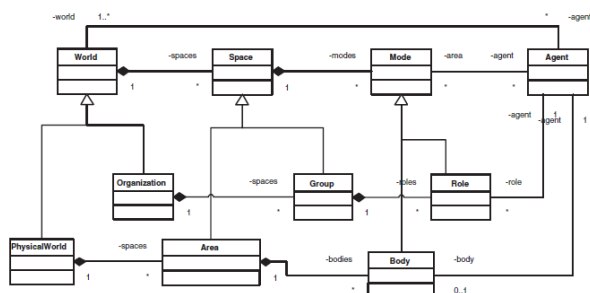 -world 1..* * -agent
World -spaces Space -modes Mode -area -agent Agent
1 * 1 * * *
-agent 1
-agent 1
Organization -spaces Group -roles Role -role
1 * 1 * *
PhysicalWorld -spaces Area -bodies Body -body
1 * 1 * 0..1